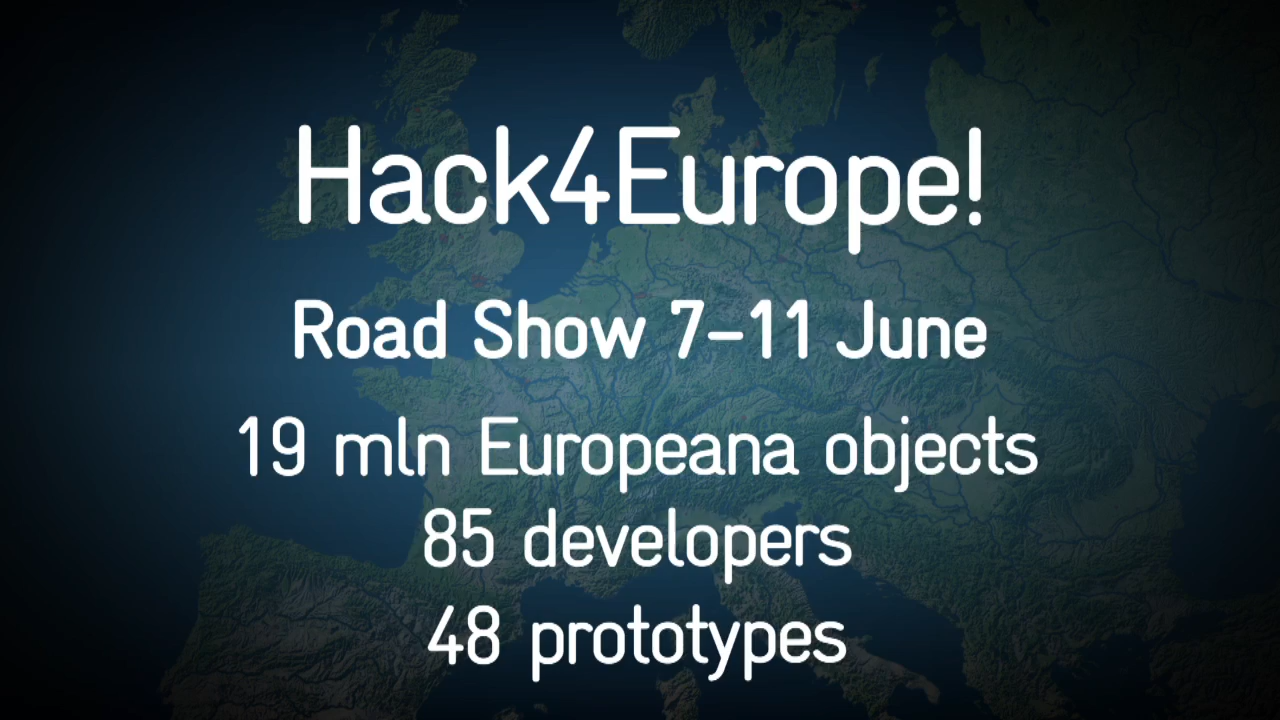 Hack4Europe!
Road Show 7-11 June
19 mln Europeana objects
85 developers
48 prototypes